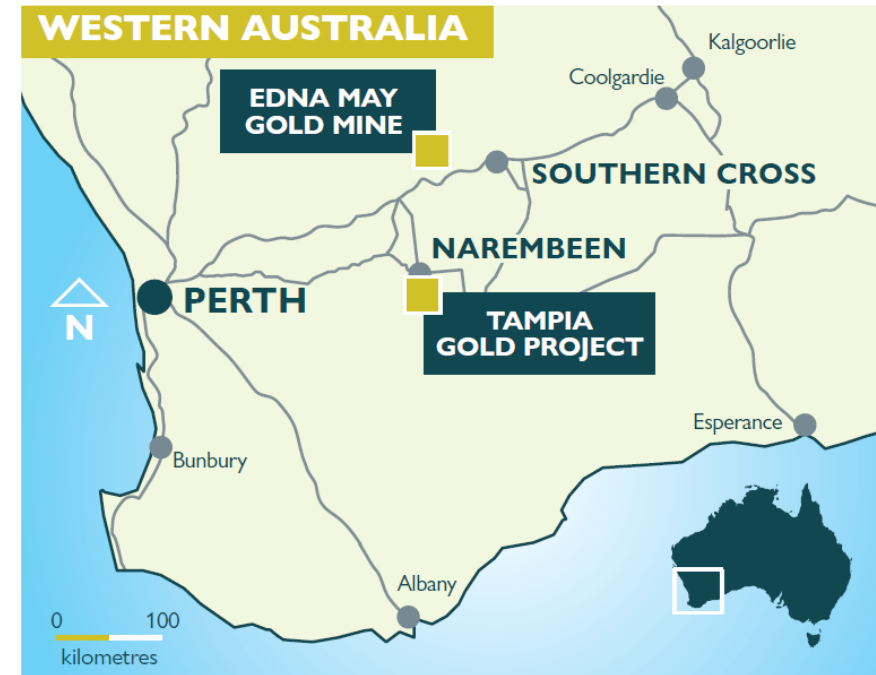 WESTERN AUSTRALIA
Kalgoorlie
Coolgardie
EDNA MAY
GOLD MINE
SOUTHERN CROSS
NAREMBEEN
PERTH
N
TAMPIA
GOLD PROJECT
Esperance
Bunbury
Albany
0 100
kilometres